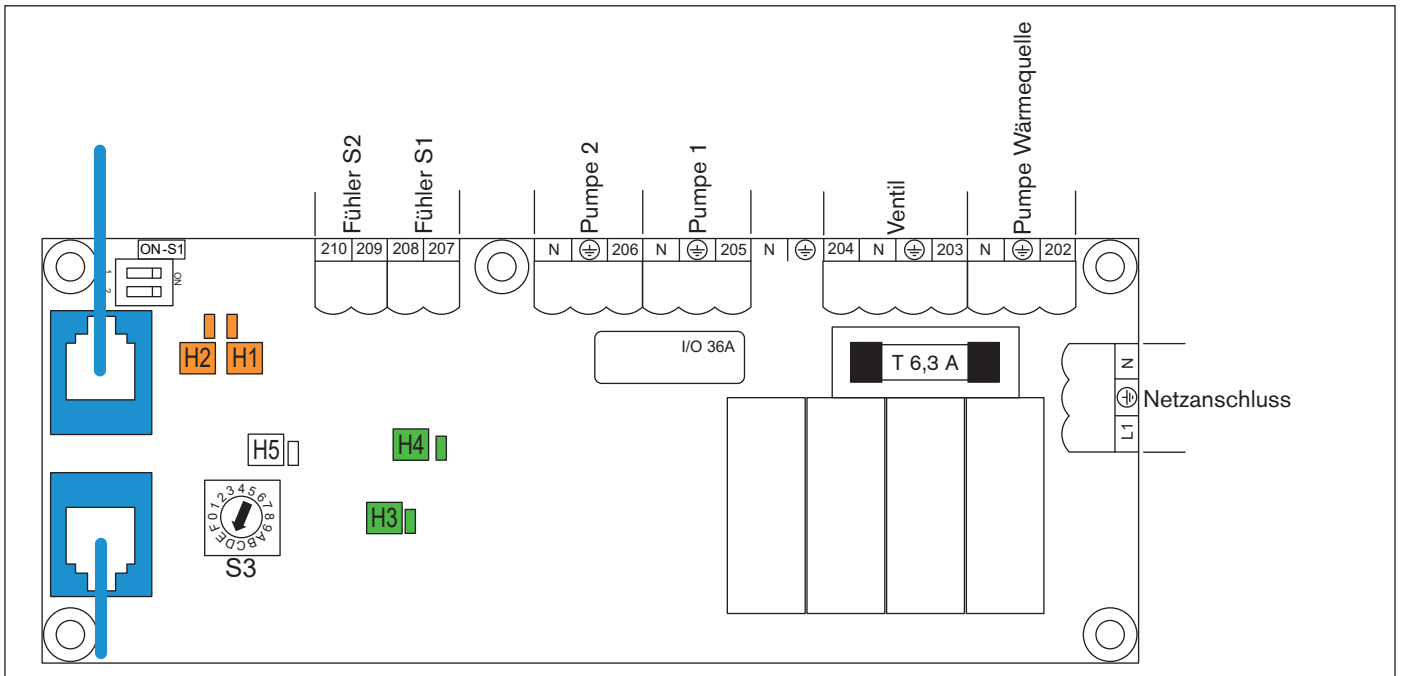 Fühler S2
Fühler S1
Pumpe 2
Pumpe 1
Ventil
Pumpe Wärmequelle
ON-S1
210 209 208 207
N 206 N 205 N 204 N 203 N 202
1
2
ON
H2 H1
I/O 36A
T 6,3 A
N
L1
Netzanschluss
H5
H4
H3
0123456789ABCDEF
S3